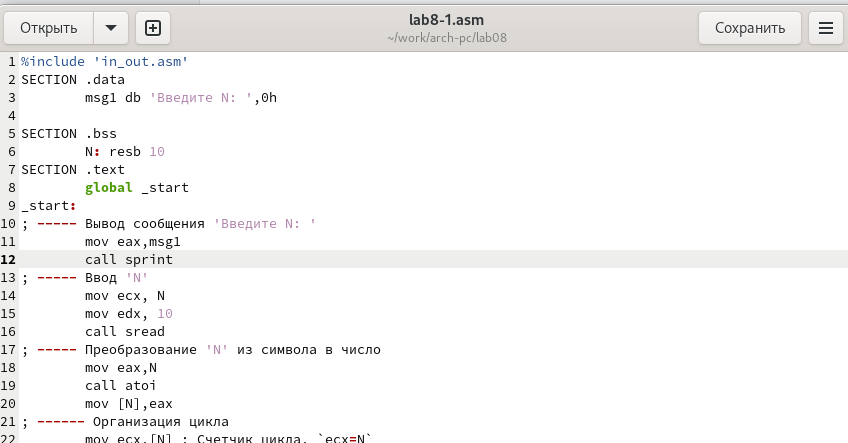 Открыть
lab8-1.asm
~/work/arch-pc/lab08
Сохранить
1 %include 'in_out.asm'
2 SECTION .data
3 msg1 db 'Введите N: ',0h
4
5 SECTION .bss
6 N: resb 10
7 SECTION .text
8 global _start
9 _start:
10 ; ----- Вывод сообщения 'Введите N: '
11 mov eax,msg1
12 call sprint
13 ; ----- Ввод 'N'
14 mov ecx, N
15 mov edx, 10
16 call sread
17 ; ----- Преобразование 'N' из символа в число
18 mov eax,N
19 call atoi
20 mov [N],eax
21 ; ------ Организация цикла
22 mov ecx,[N] ; Счетчик цикла, `ecx=N`